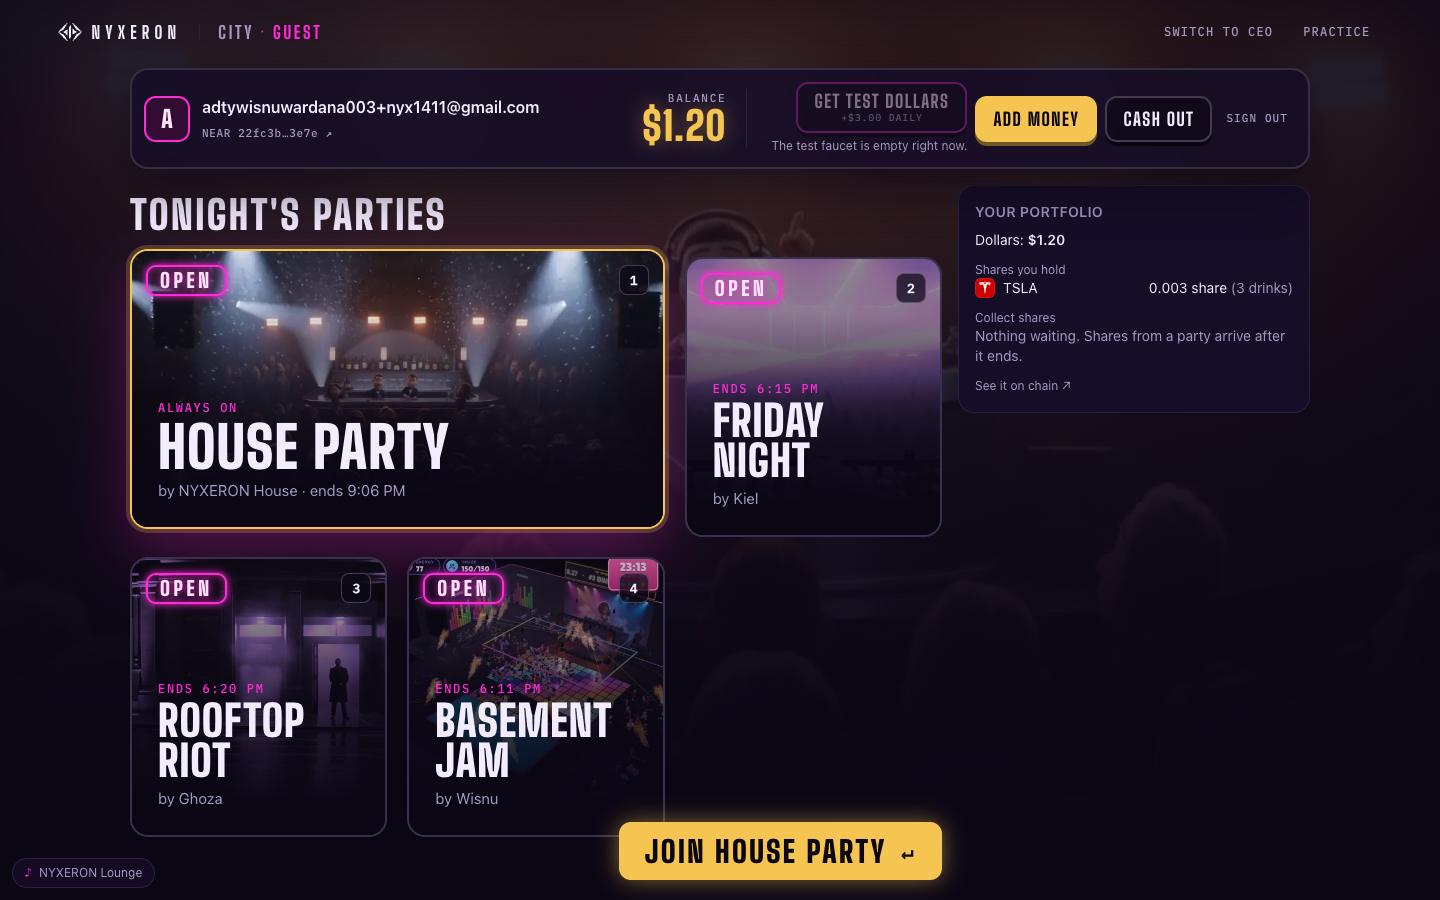 NYXERON
CITY · GUEST
SWITCH TO CEO
PRACTICE
A
adtywisnuwardana003+nyx1411@gmail.com
NEAR 22fc3b…3e7e ↗
BALANCE
$1.20
GET TEST DOLLARS
+$3.00 DAILY
The test faucet is empty right now.
ADD MONEY
CASH OUT
SIGN OUT
TONIGHT'S PARTIES
OPEN
1
ALWAYS ON
HOUSE PARTY
by NYXERON House · ends 9:06 PM
OPEN
2
ENDS 6:15 PM
FRIDAY
NIGHT
by Kiel
YOUR PORTFOLIO
Dollars: $1.20
Shares you hold
TSLA
0.003 share (3 drinks)
Collect shares
Nothing waiting. Shares from a party arrive after
it ends.
See it on chain ↗
OPEN
3
ENDS 6:20 PM
ROOFTOP
RIOT
by Ghoza
77
150/150
23:13
OPEN
4
ENDS 6:11 PM
BASEMENT
JAM
by Wisnu
JOIN HOUSE PARTY ↵
♪ NYXERON Lounge